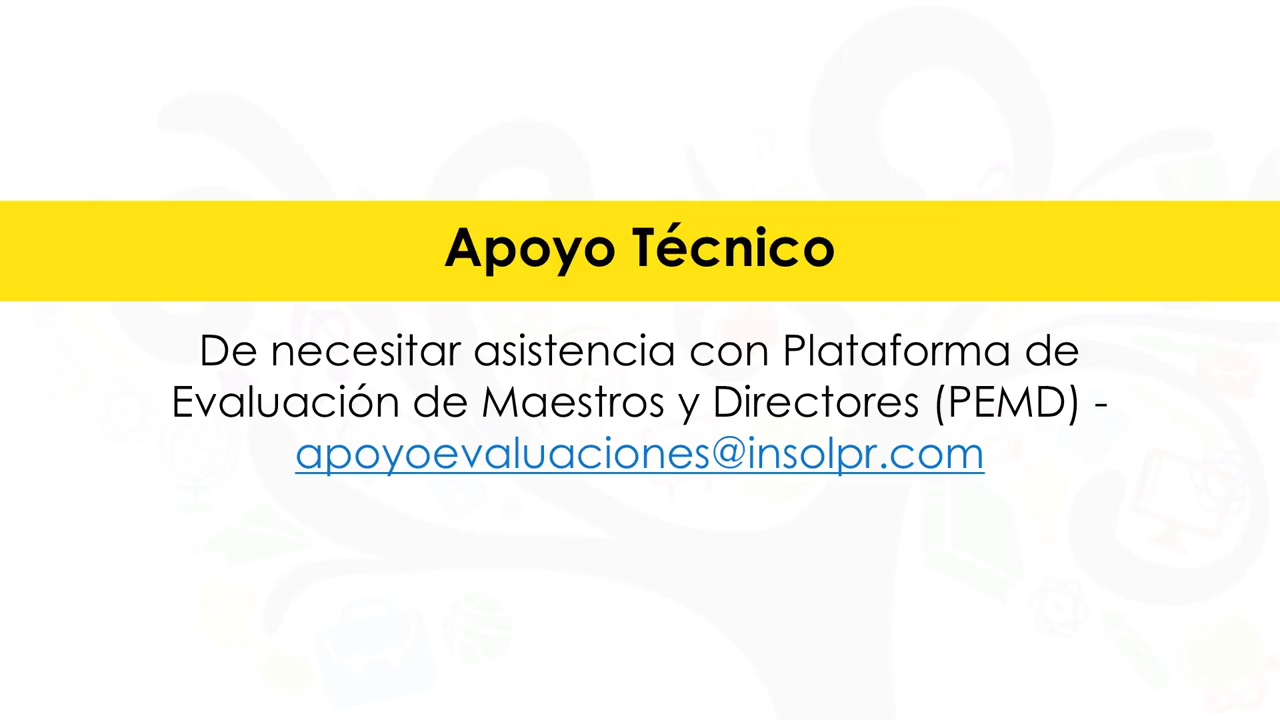 Apoyo Técnico
De necesitar asistencia con Plataforma de
Evaluación de Maestros y Directores (PEMD) -
apoyoevaluaciones@insolpr.com